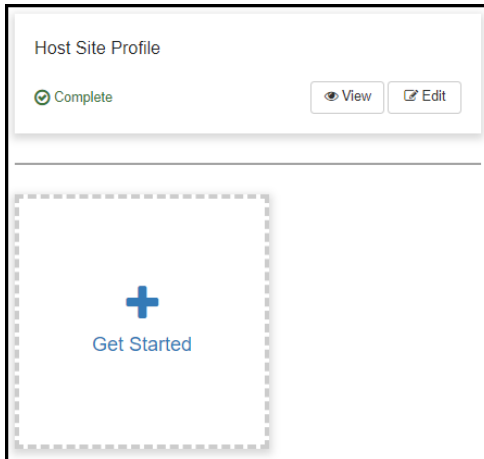 Host Site Profile
Complete
View
Edit
Get Started